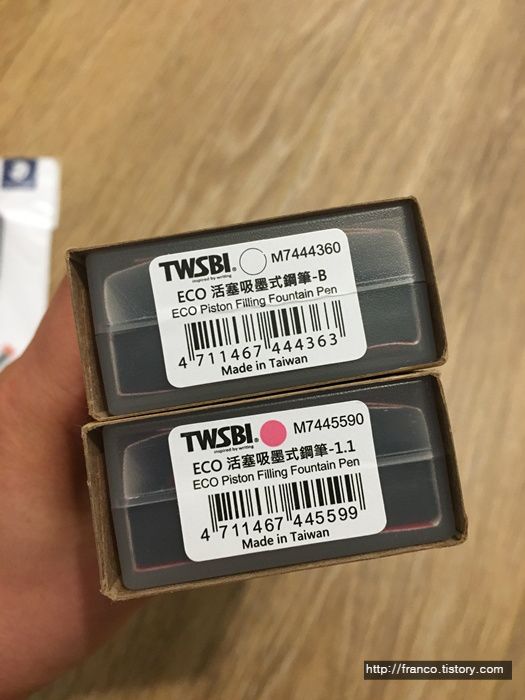 TWSBI® M7444360
inspired by writing
ECO 活塞吸墨式鋼筆-B
ECO Piston Filling Fountain Pen
4 711467 444363
Made in Taiwan
TWSBI® M7445590
inspired by writing
ECO 活塞吸墨式鋼筆-1.1
ECO Piston Filling Fountain Pen
4 711467 445599
Made in Taiwan
http://franco.tistory.com